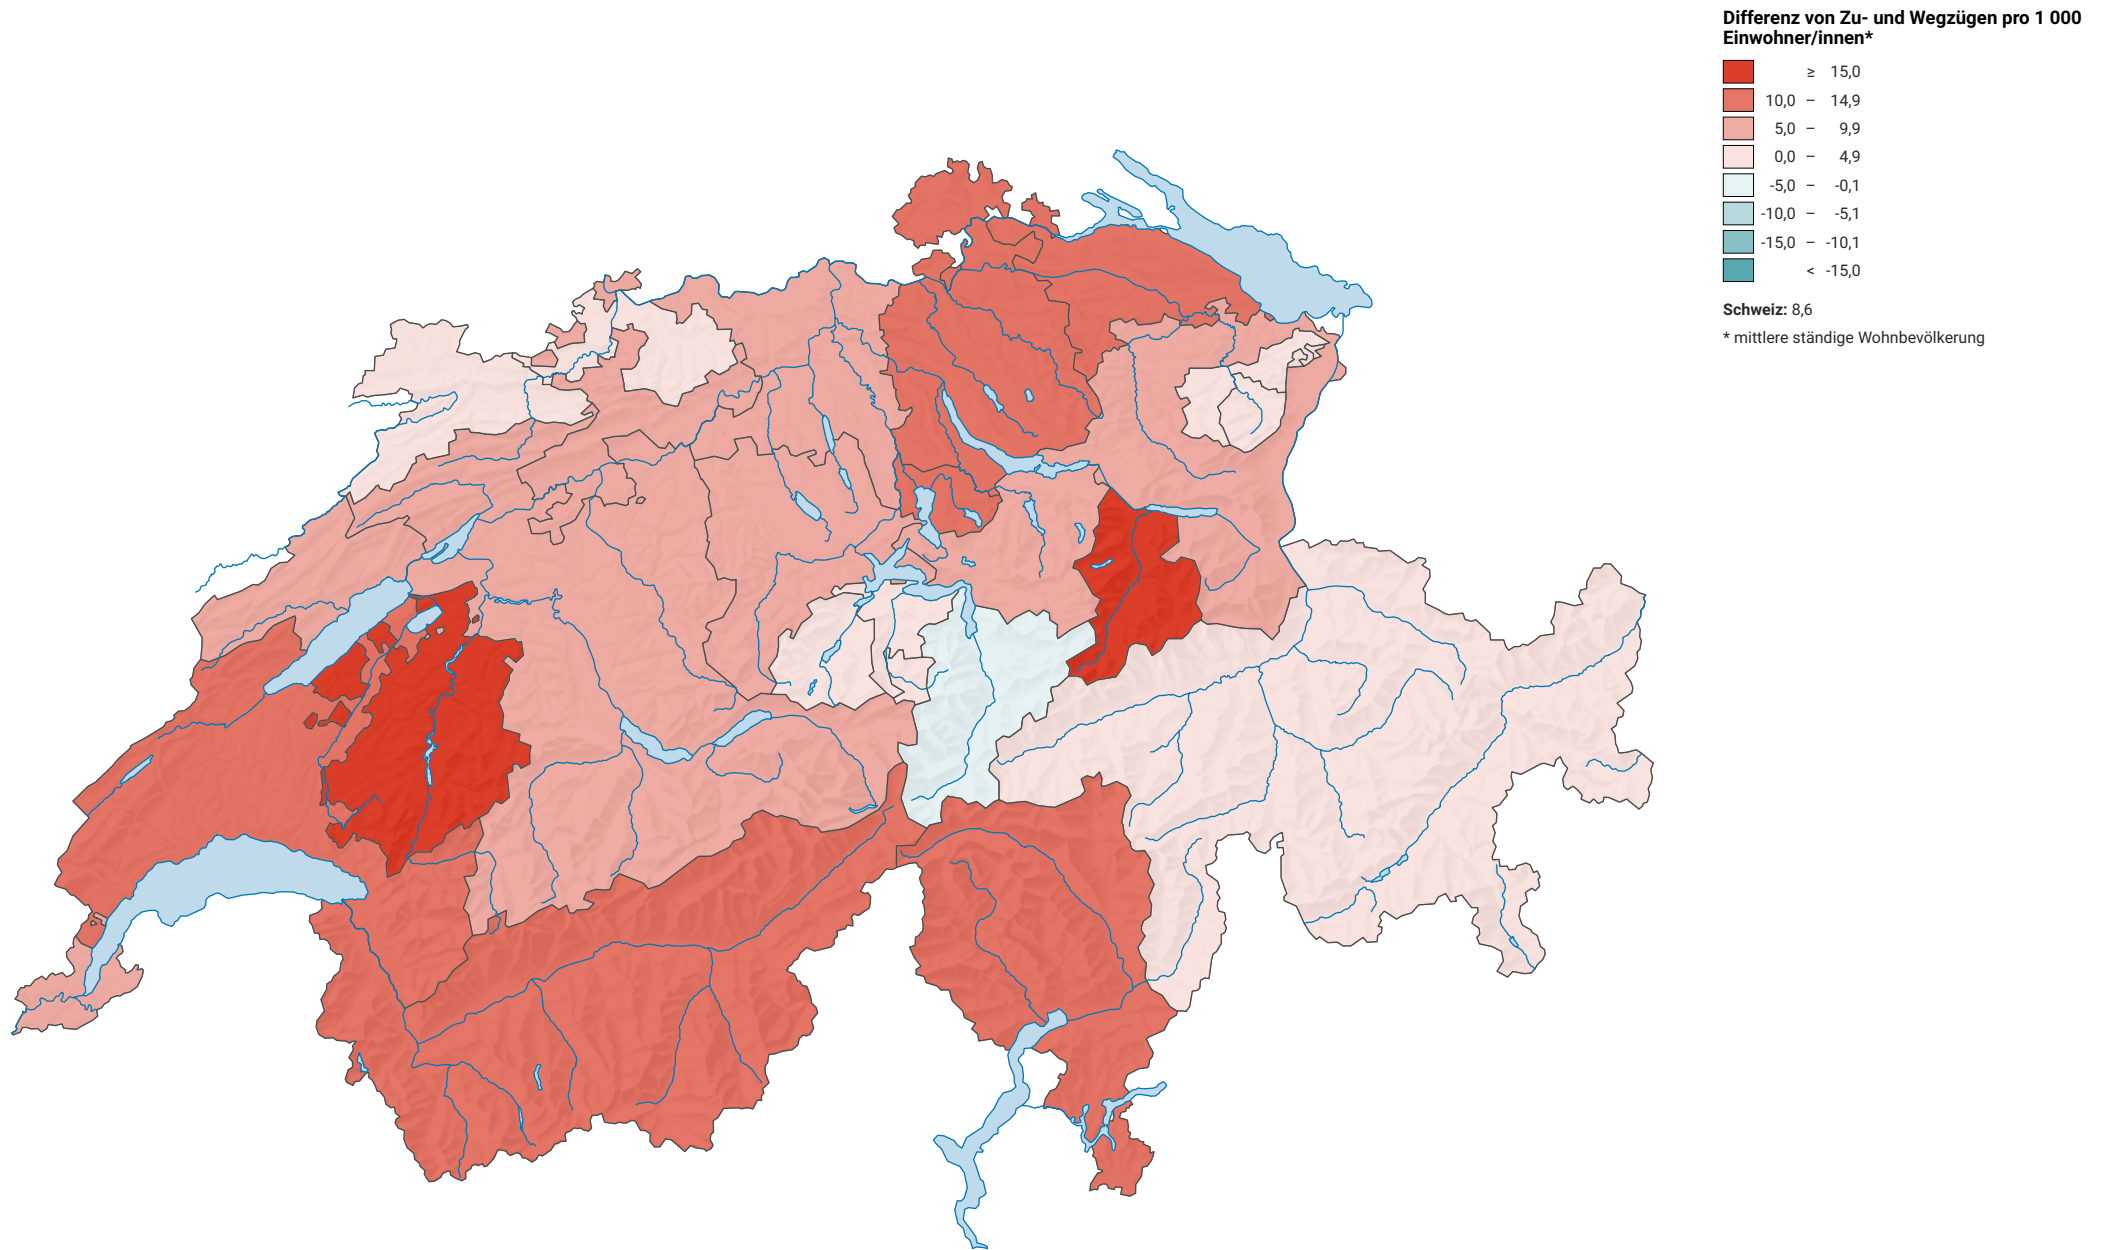 Differenz von Zu- und Wegzügen pro 1 000
Einwohner/innen*
≥ 15,0
10,0 – 14,9
5,0 – 9,9
0,0 – 4,9
-5,0 – -0,1
-10,0 – -5,1
-15,0 – -10,1
< -15,0
Schweiz: 8,6
* mittlere ständige Wohnbevölkerung